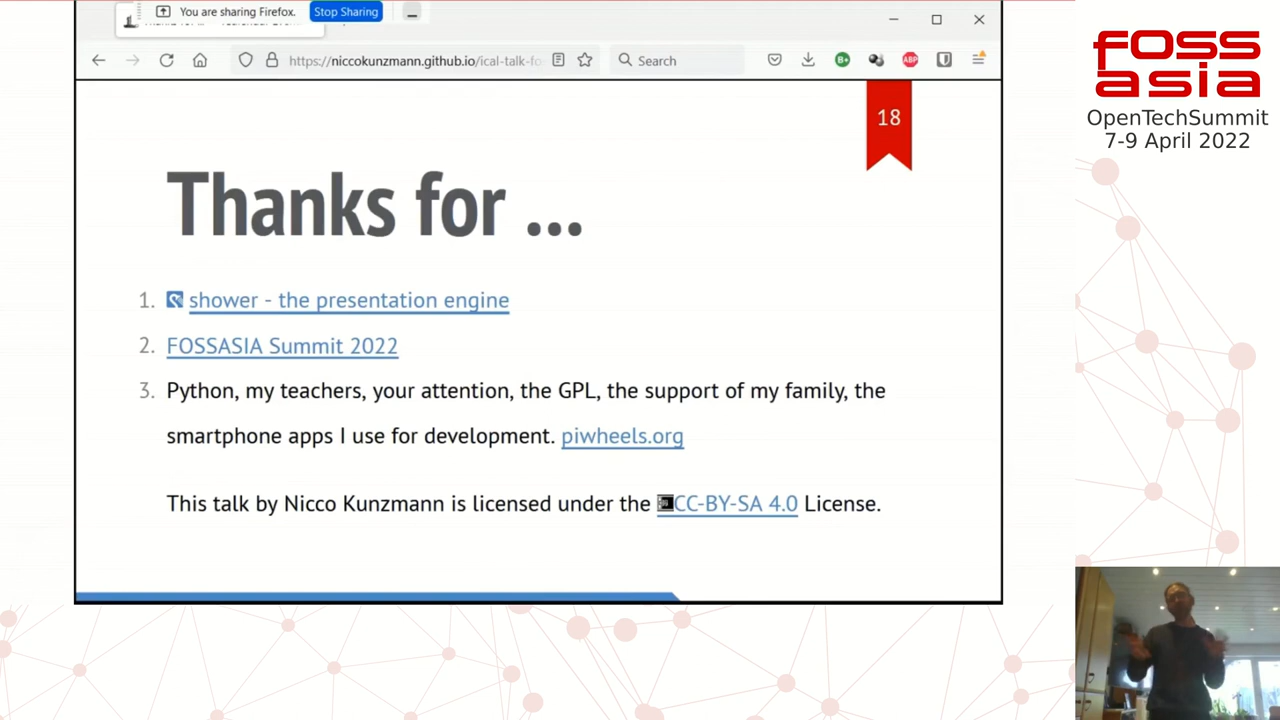 You are sharing Firefox.
Stop Sharing
https://niccokunzmann.github.io/ical-talk-fo
Search
ABP
18
Thanks for ...
1. shower - the presentation engine
2. FOSSASIA Summit 2022
3. Python, my teachers, your attention, the GPL, the support of my family, the
smartphone apps I use for development. piwheels.org
This talk by Nicco Kunzmann is licensed under the CC-BY-SA 4.0 License.
FOSS
asia
OpenTechSummit
7-9 April 2022